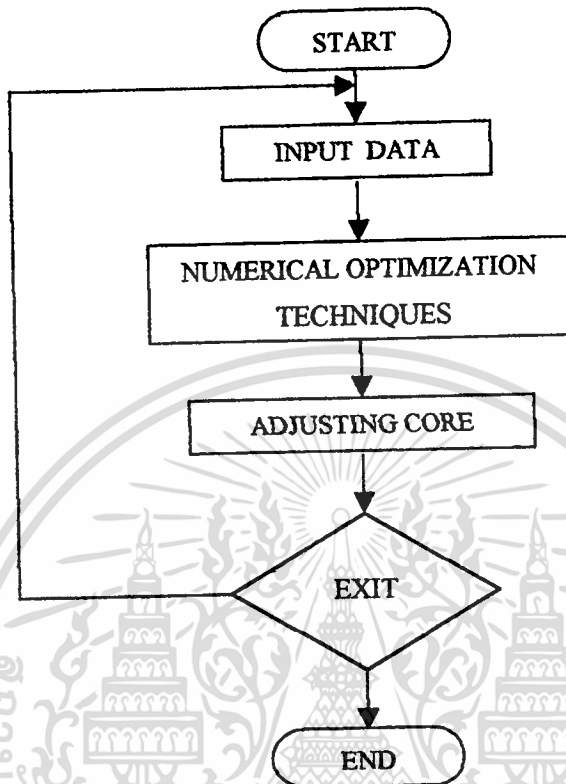 START
INPUT DATA
NUMERICAL OPTIMIZATION
TECHNIQUES
ADJUSTING CORE
EXIT
END